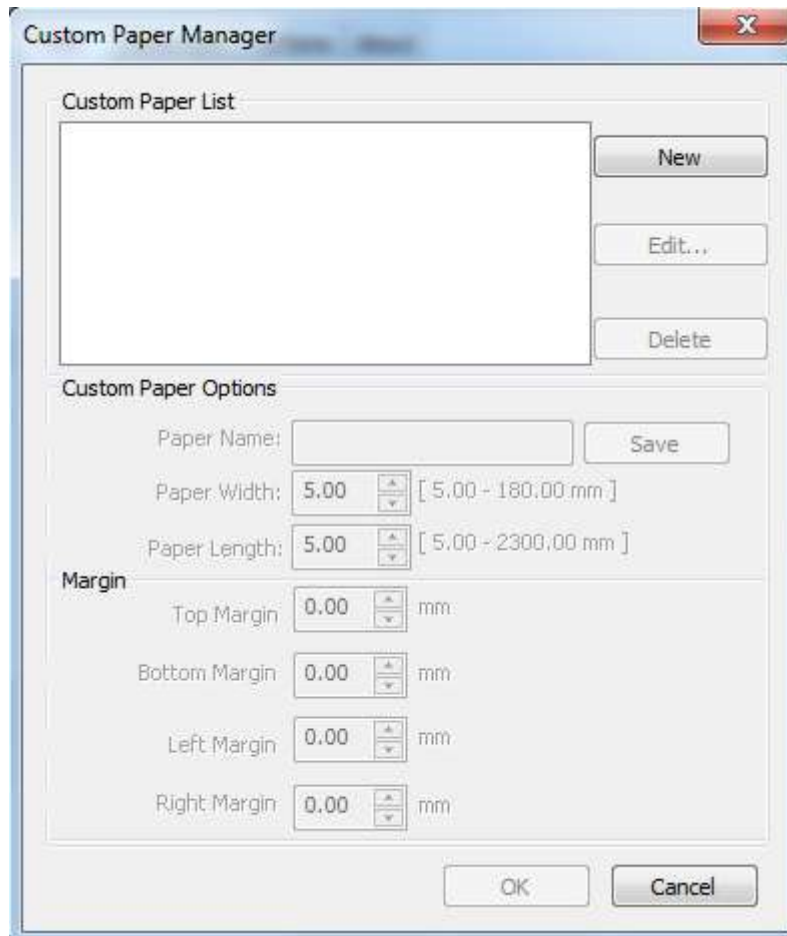 Custom Paper Manager
Custom Paper List
New
Edit...
Delete
Custom Paper Options
Paper Name:
Save
Paper Width: 5.00 [ 5.00 - 180.00 mm ]
Paper Length: 5.00 [ 5.00 - 2300.00 mm ]
Margin
Top Margin 0.00 mm
Bottom Margin 0.00 mm
Left Margin 0.00 mm
Right Margin 0.00 mm
OK Cancel